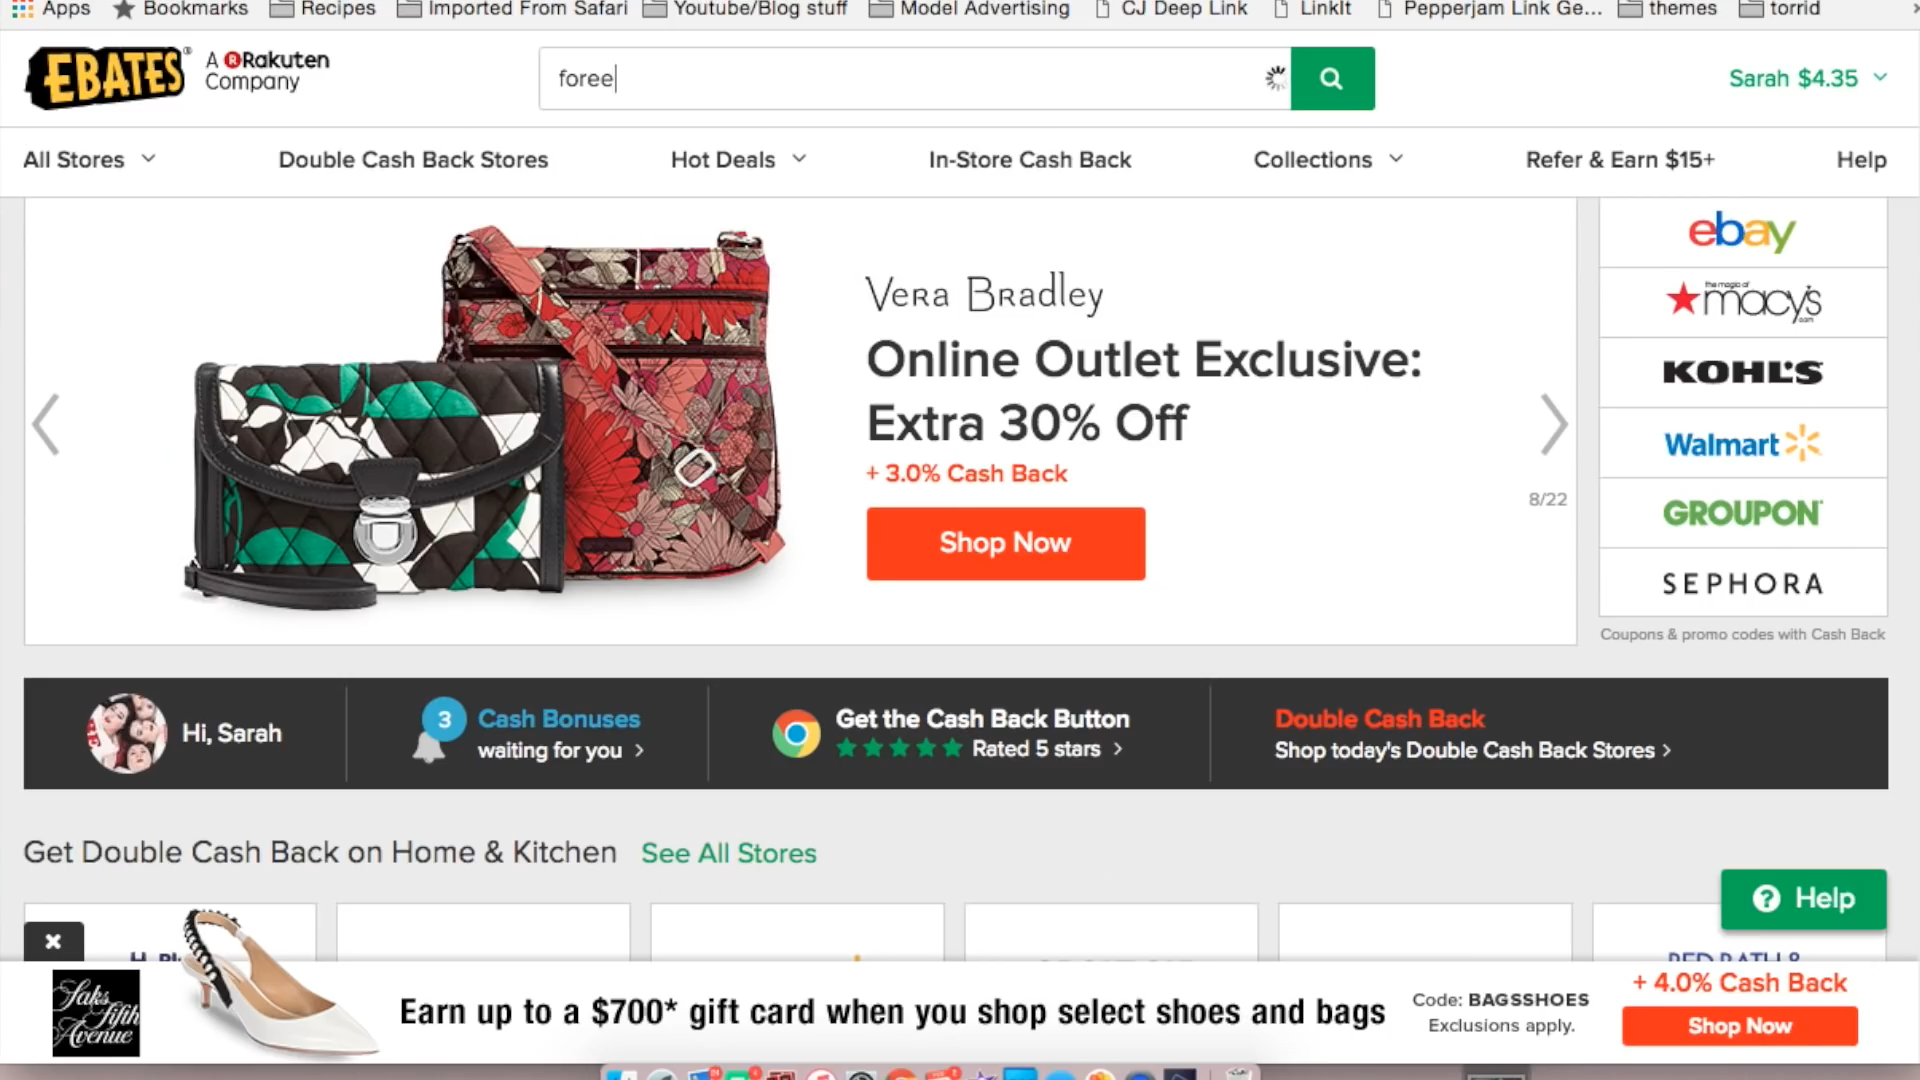 Apps Bookmarks Recipes Imported From Safari Youtube/Blog stuff Model Advertising CJ Deep Link LinkIt Pepperjam Link Ge... themes torrid
EBATES A Rakuten
Company
foree
Sarah $4.35
All Stores Double Cash Back Stores Hot Deals In-Store Cash Back Collections Refer & Earn $15+ Help
VERA BRADLEY
Online Outlet Exclusive:
Extra 30% Off
+ 3.0% Cash Back
Shop Now
8/22
ebay
the magic of
macy's
.com
KOHL'S
Walmart
GROUPON
SEPHORA
Coupons & promo codes with Cash Back
Hi, Sarah
3 Cash Bonuses
waiting for you >
Get the Cash Back Button
Rated 5 stars >
Double Cash Back
Shop today's Double Cash Back Stores >
Get Double Cash Back on Home & Kitchen See All Stores
? Help
BED BATH &
Saks
Fifth
Avenue
Earn up to a $700* gift card when you shop select shoes and bags
Code: BAGSSHOES
Exclusions apply.
+ 4.0% Cash Back
Shop Now